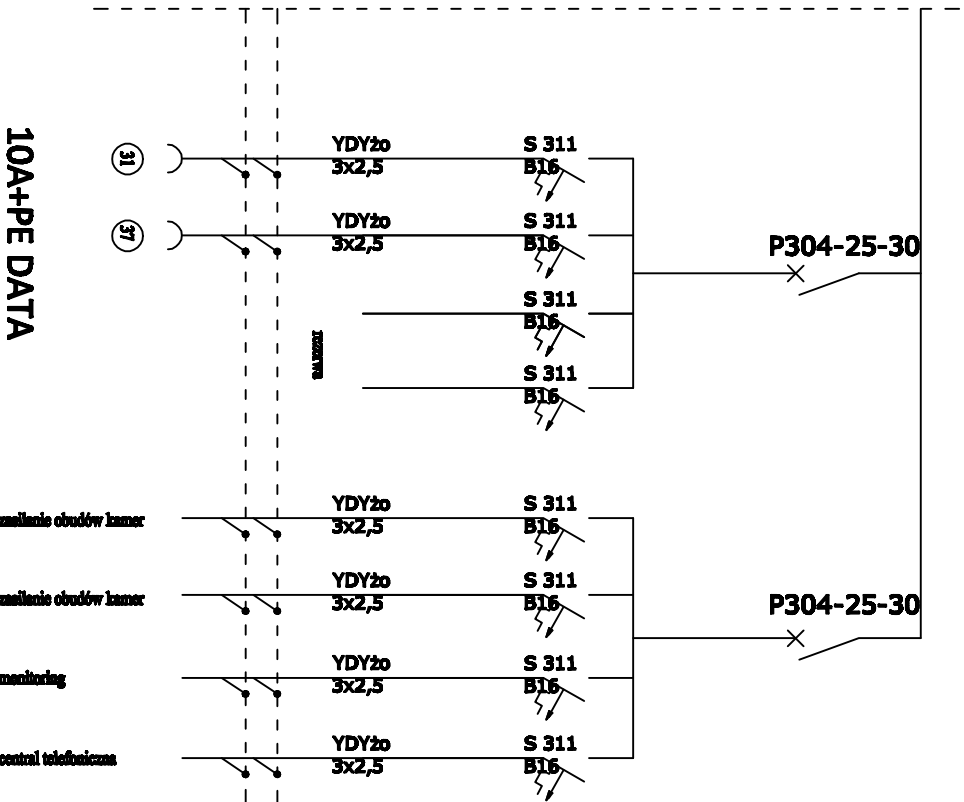 10A+PE DATA
31
YDYżo
3x2,5
S 311
B16
37
YDYżo
3x2,5
S 311
B16
P304-25-30
S 311
B16
rezerwa
S 311
B16
zasilanie obudów kamer
YDYżo
3x2,5
S 311
B16
zasilanie obudów kamer
YDYżo
3x2,5
S 311
B16
P304-25-30
monitoring
YDYżo
3x2,5
S 311
B16
central telefoniczna
YDYżo
3x2,5
S 311
B16